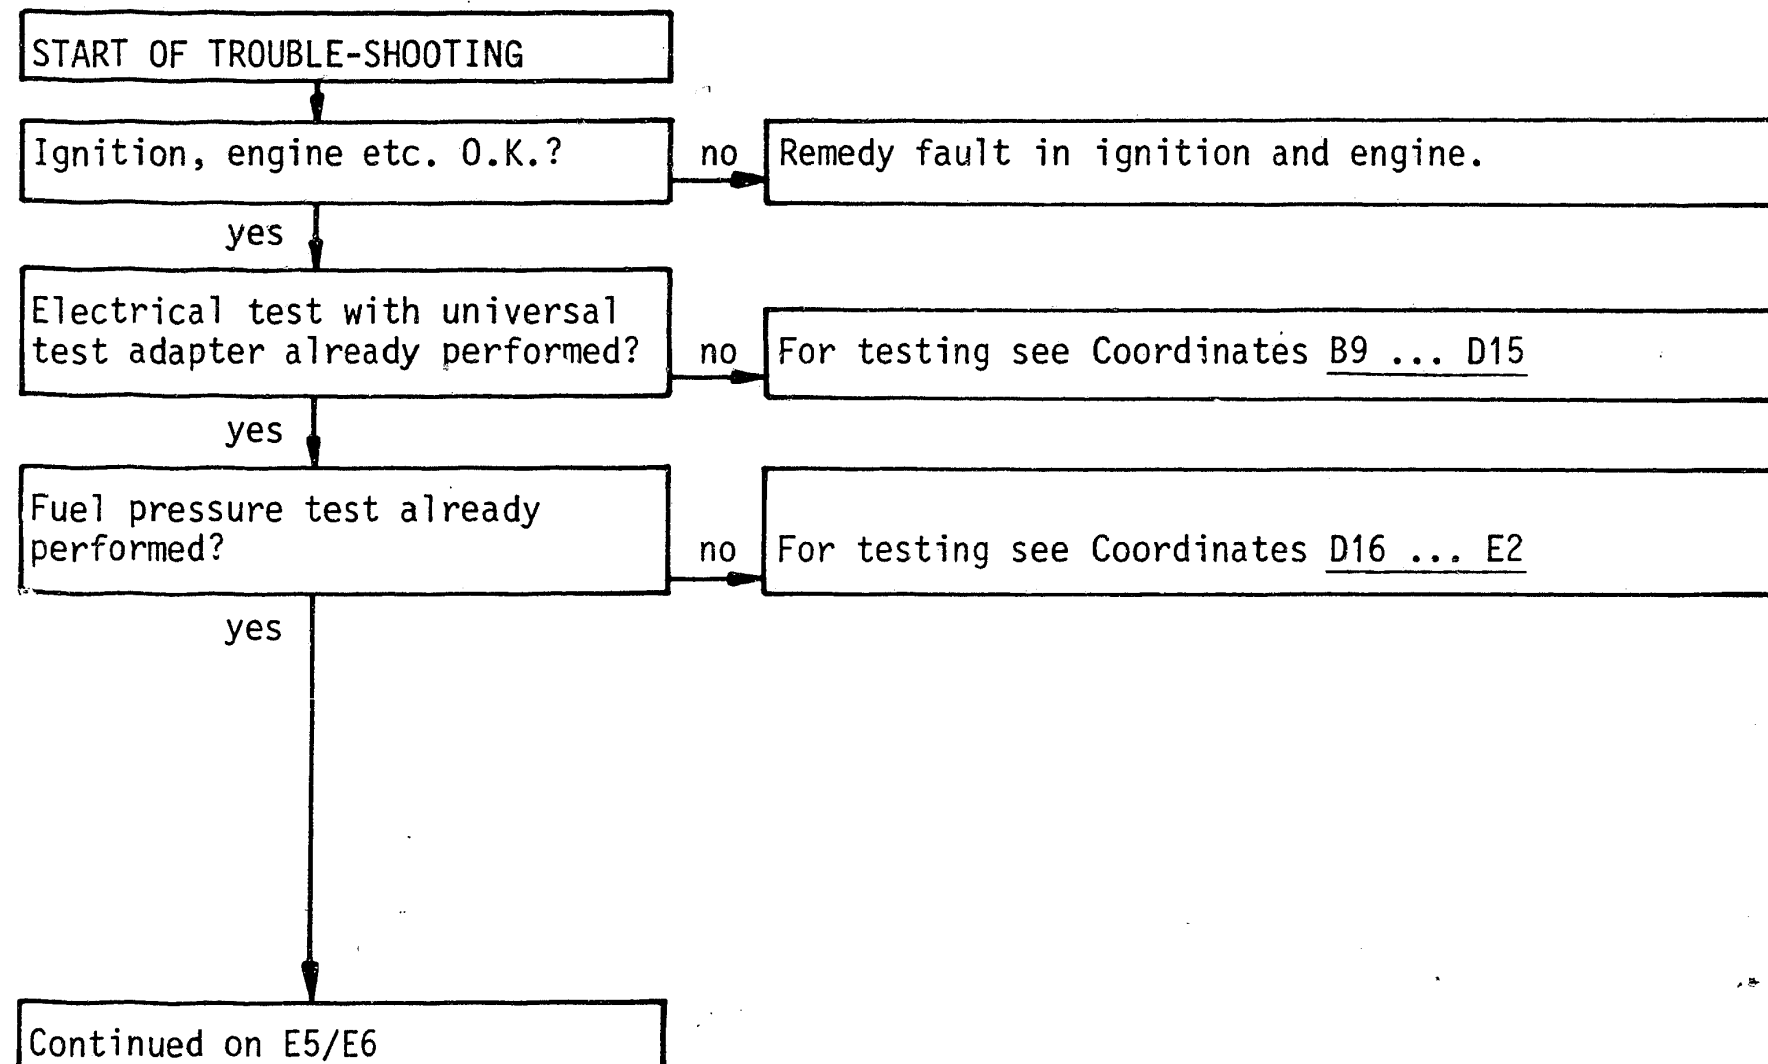 START OF TROUBLE-SHOOTING
Ignition, engine etc. O.K.?
no
Remedy fault in ignition and engine.
yes
Electrical test with universal
test adapter already performed?
no
For testing see Coordinates B9 ... D15
yes
Fuel pressure test already
performed?
no
For testing see Coordinates D16 ... E2
yes
Continued on E5/E6